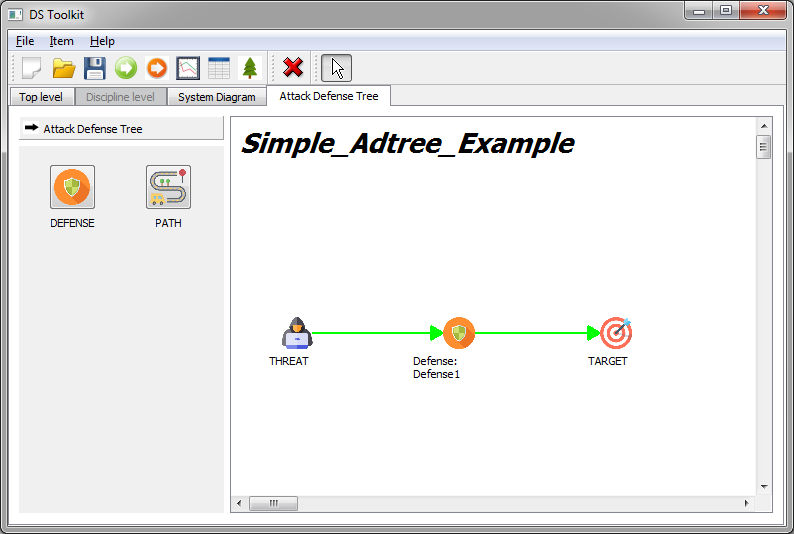 DS Toolkit
File Item Help
Top level Discipline level System Diagram Attack Defense Tree
Attack Defense Tree
DEFENSE PATH
Simple_Adtree_Example
THREAT Defense: TARGET
Defense1